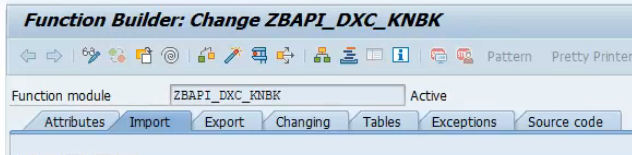 Function Builder: Change ZBAPI_DXC_KNBK
Pattern Pretty Printer
Function module ZBAPI_DXC_KNBK Active
Attributes Import Export Changing Tables Exceptions Source code